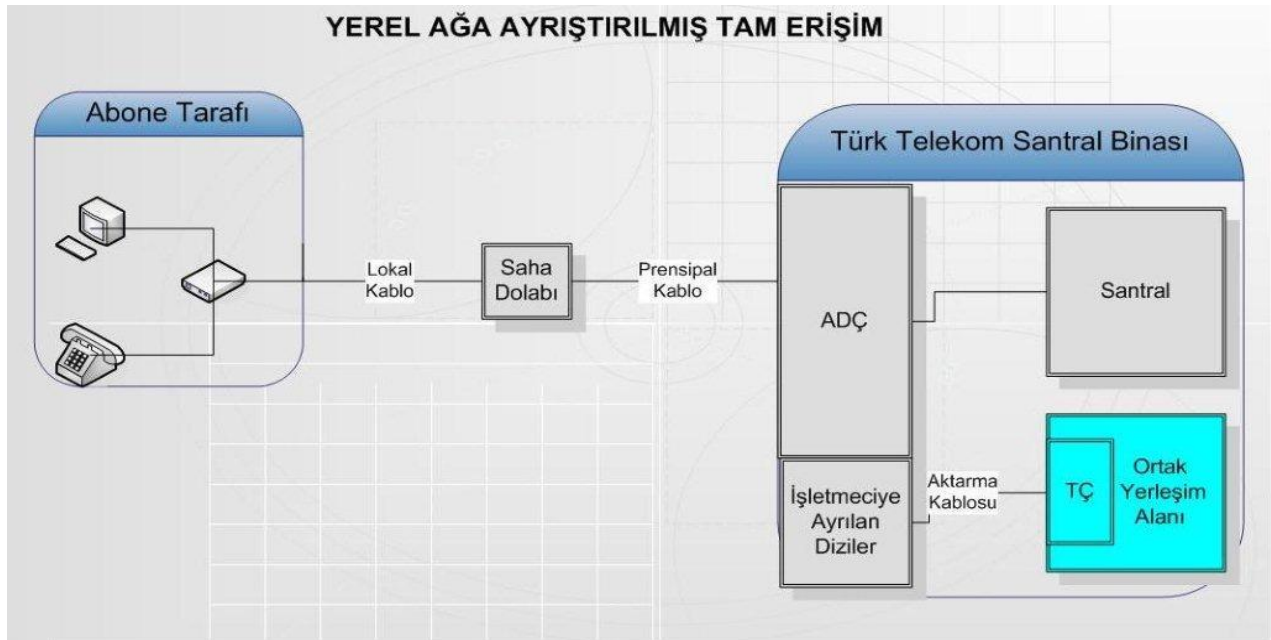 YEREL AĞA AYRIŞTIRILMIŞ TAM ERİŞİM
Abone Tarafı
Türk Telekom Santral Binası
Lokal
Kablo
Saha
Dolabı
Prensipal
Kablo
ADÇ
Santral
İşletmeciye
Ayrılan
Diziler
Aktarma
Kablosu
TÇ
Ortak
Yerleşim
Alanı